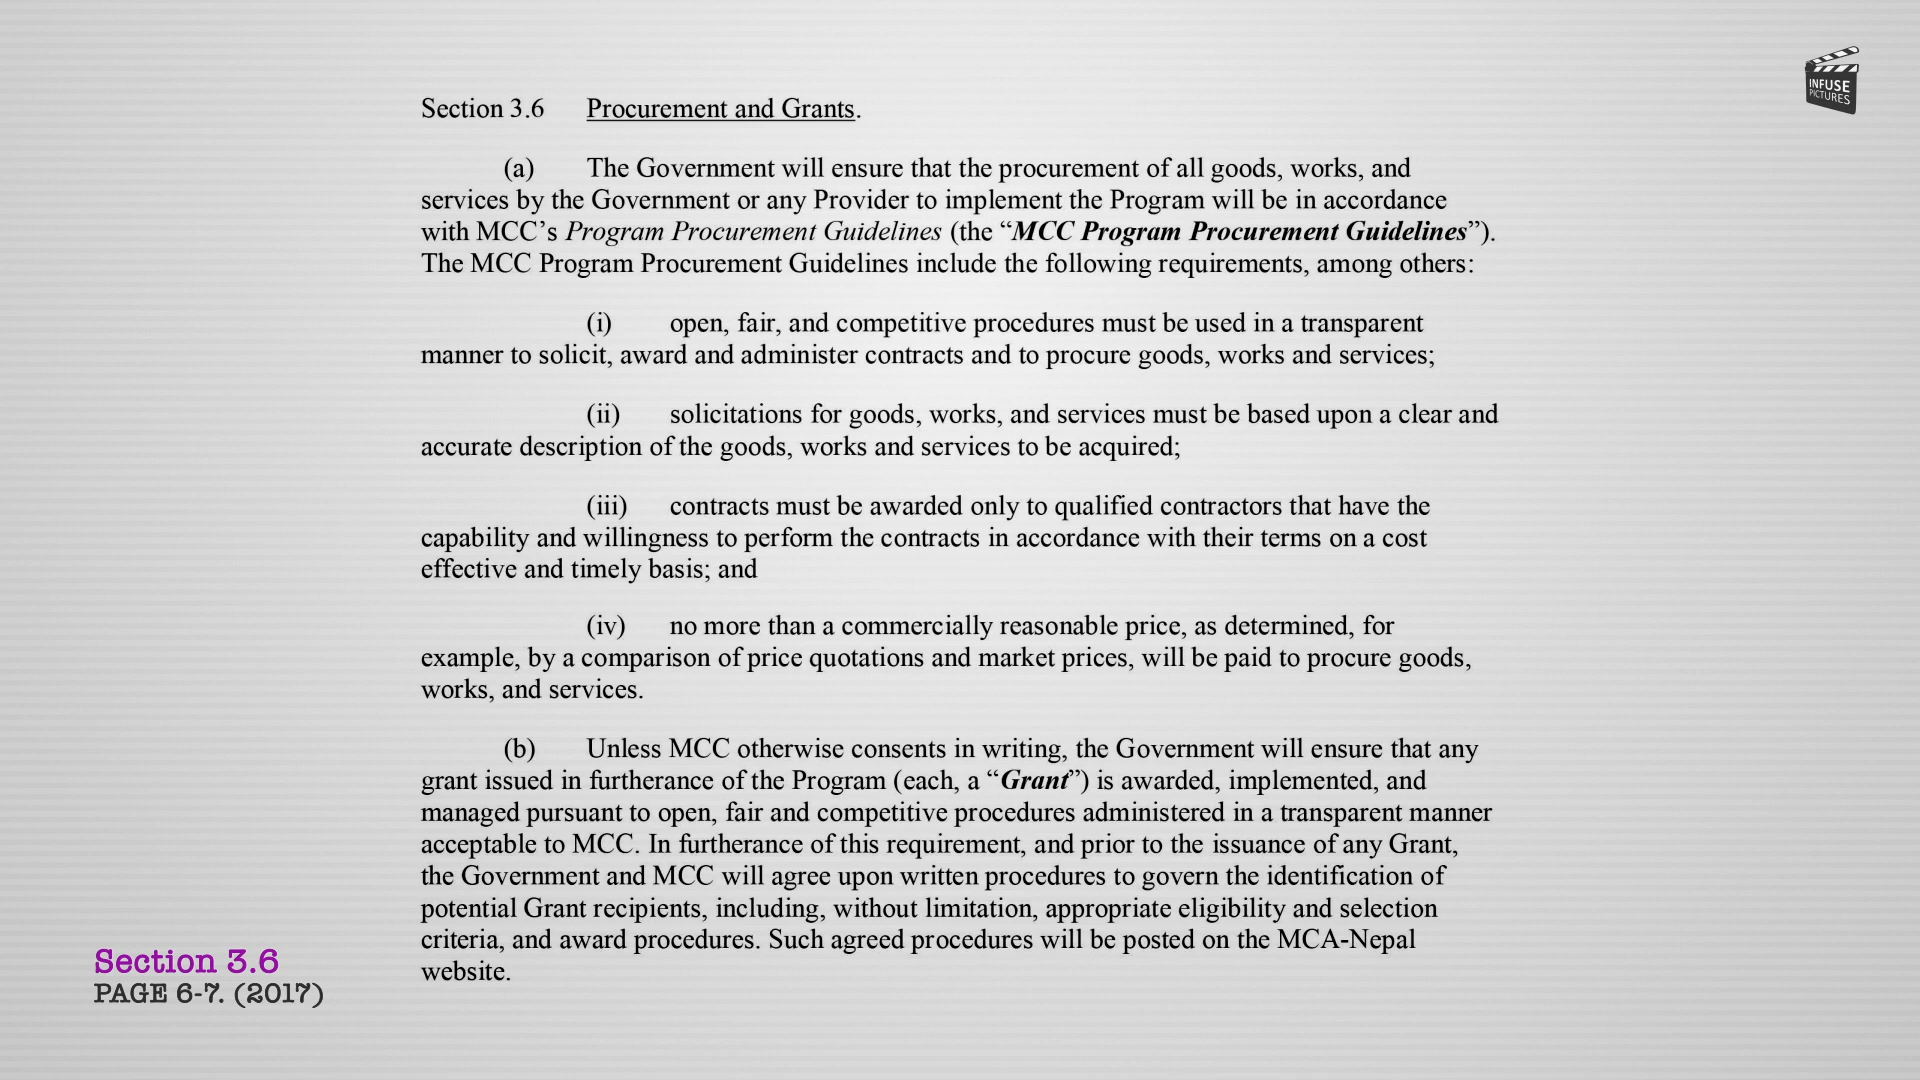 INFUSE
PICTURES
Section 3.6 Procurement and Grants.
(a) The Government will ensure that the procurement of all goods, works, and
services by the Government or any Provider to implement the Program will be in accordance
with MCC’s Program Procurement Guidelines (the “MCC Program Procurement Guidelines”).
The MCC Program Procurement Guidelines include the following requirements, among others:
(i) open, fair, and competitive procedures must be used in a transparent
manner to solicit, award and administer contracts and to procure goods, works and services;
(ii) solicitations for goods, works, and services must be based upon a clear and
accurate description of the goods, works and services to be acquired;
(iii) contracts must be awarded only to qualified contractors that have the
capability and willingness to perform the contracts in accordance with their terms on a cost
effective and timely basis; and
(iv) no more than a commercially reasonable price, as determined, for
example, by a comparison of price quotations and market prices, will be paid to procure goods,
works, and services.
(b) Unless MCC otherwise consents in writing, the Government will ensure that any
grant issued in furtherance of the Program (each, a “Grant”) is awarded, implemented, and
managed pursuant to open, fair and competitive procedures administered in a transparent manner
acceptable to MCC. In furtherance of this requirement, and prior to the issuance of any Grant,
the Government and MCC will agree upon written procedures to govern the identification of
potential Grant recipients, including, without limitation, appropriate eligibility and selection
criteria, and award procedures. Such agreed procedures will be posted on the MCA-Nepal
website.
Section 3.6
PAGE 6-7. (2017)